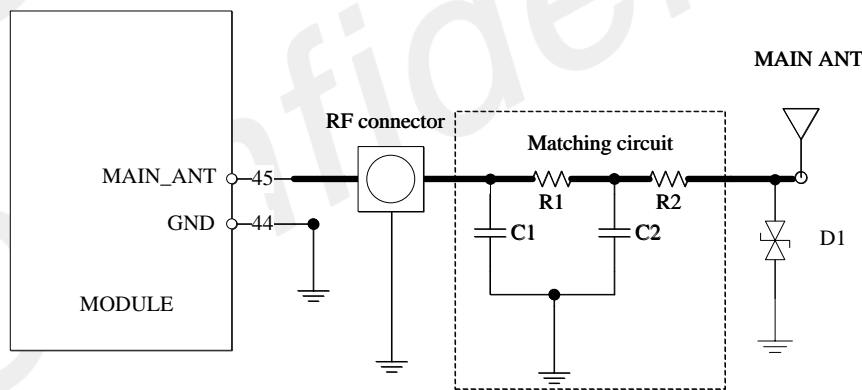 MAIN ANT
RF connector
Matching circuit
MAIN_ANT
45
R1
R2
GND
44
C1
C2
D1
MODULE